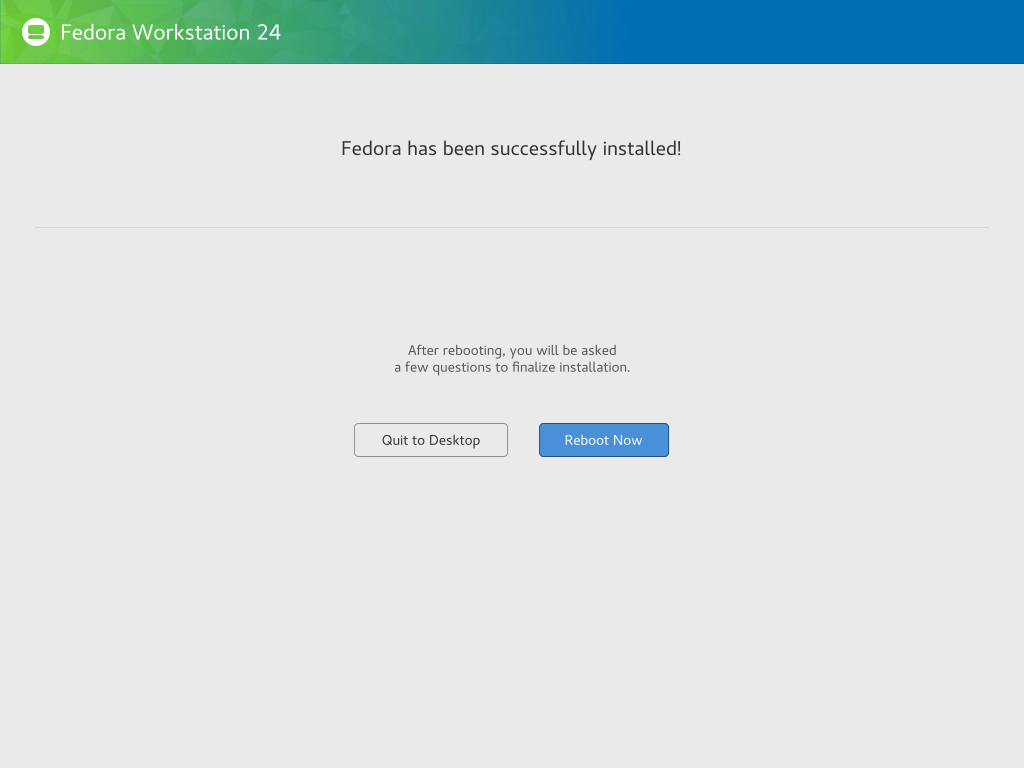 Fedora Workstation 24
Fedora has been successfully installed!
After rebooting, you will be asked
a few questions to finalize installation.
Quit to Desktop
Reboot Now